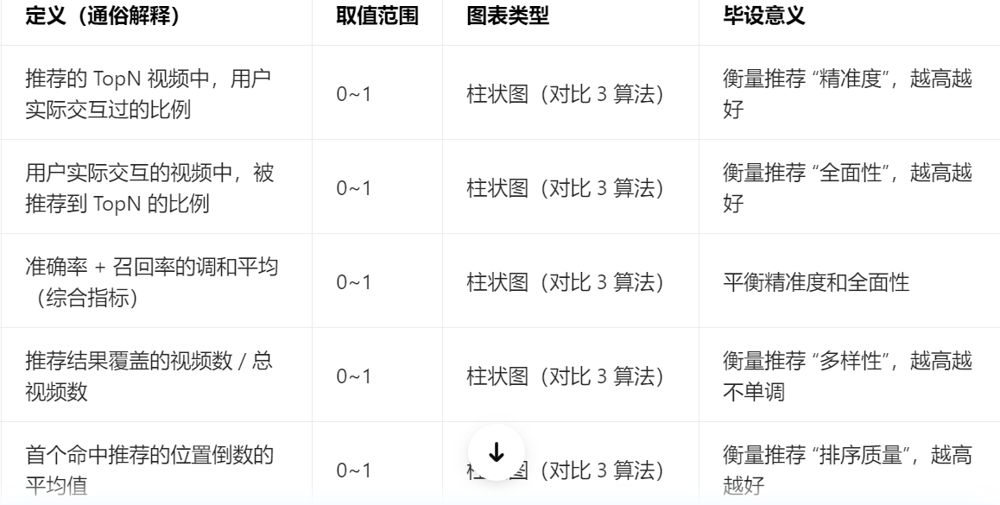 定义（通俗解释）	取值范围	图表类型	毕设意义
推荐的 TopN 视频中，用户
实际交互过的比例
0~1
柱状图（对比 3 算法）
衡量推荐 “精准度”，越高越
好
用户实际交互的视频中，被
推荐到 TopN 的比例
0~1
柱状图（对比 3 算法）
衡量推荐 “全面性”，越高越
好
准确率 + 召回率的调和平均
（综合指标）
0~1
柱状图（对比 3 算法）
平衡精准度和全面性
推荐结果覆盖的视频数 / 总
视频数
0~1
柱状图（对比 3 算法）
衡量推荐 “多样性”，越高越
不单调
首个命中推荐的位置倒数的
平均值
0~1
图（对比 3 算法）
衡量推荐 “排序质量”，越高
越好